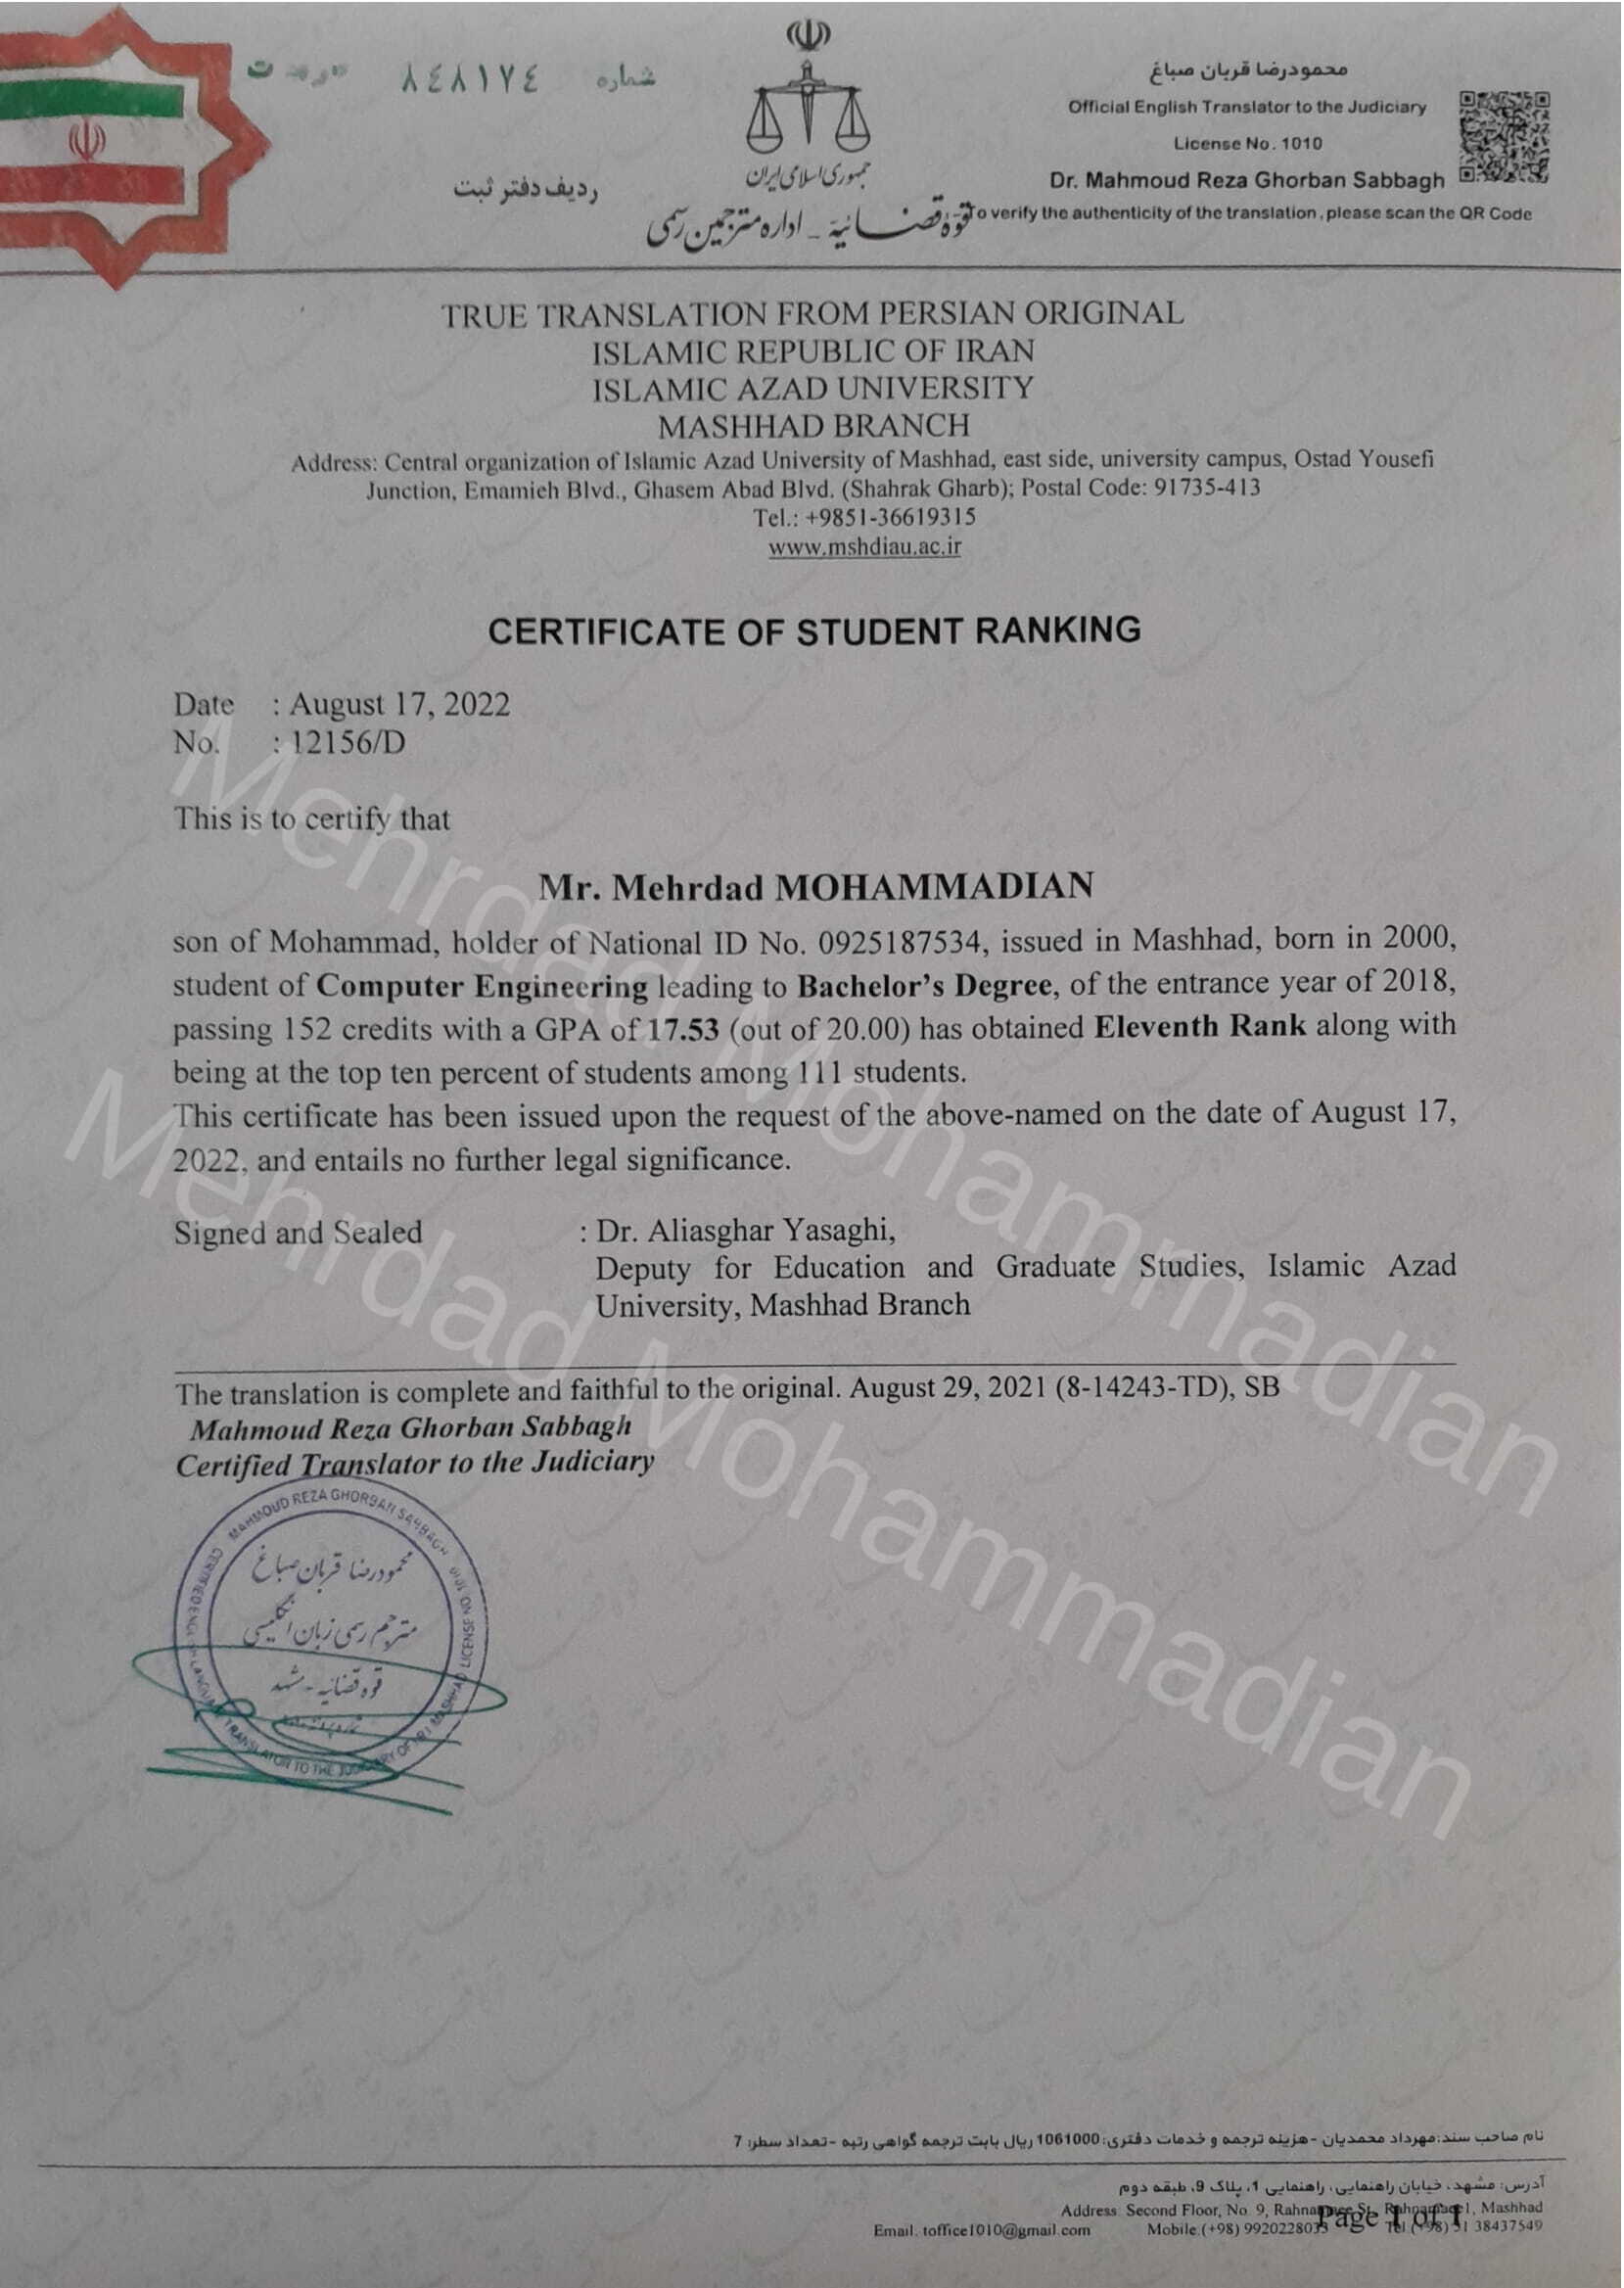 شماره ۸۴۸۱۷۴
ردیف دفتر ثبت
جمهوری اسلامی ایران
قوه قضائیه - اداره مترجمین رسمی
محمودرضا قربان صباغ
Official English Translator to the Judiciary
License No. 1010
Dr. Mahmoud Reza Ghorban Sabbagh
To verify the authenticity of the translation, please scan the QR Code
TRUE TRANSLATION FROM PERSIAN ORIGINAL
ISLAMIC REPUBLIC OF IRAN
ISLAMIC AZAD UNIVERSITY
MASHHAD BRANCH
Address: Central organization of Islamic Azad University of Mashhad, east side, university campus, Ostad Yousefi
Junction, Emamieh Blvd., Ghasem Abad Blvd. (Shahrak Gharb); Postal Code: 91735-413
Tel.: +9851-36619315
www.mshdiau.ac.ir
CERTIFICATE OF STUDENT RANKING
Date : August 17, 2022
No. : 12156/D
This is to certify that
Mr. Mehrdad MOHAMMADIAN
son of Mohammad, holder of National ID No. 0925187534, issued in Mashhad, born in 2000,
student of Computer Engineering leading to Bachelor's Degree, of the entrance year of 2018,
passing 152 credits with a GPA of 17.53 (out of 20.00) has obtained Eleventh Rank along with
being at the top ten percent of students among 111 students.
This certificate has been issued upon the request of the above-named on the date of August 17,
2022, and entails no further legal significance.
Signed and Sealed : Dr. Aliasghar Yasaghi,
Deputy for Education and Graduate Studies, Islamic Azad
University, Mashhad Branch
The translation is complete and faithful to the original. August 29, 2021 (8-14243-TD), SB
Mahmoud Reza Ghorban Sabbagh
Certified Translator to the Judiciary
MAHMOUD REZA GHORBAN SABBAGH
LICENSE NO 1010
CERTIFIED ENGLISH LANGUAGE TRANSLATOR TO THE JUDICIARY OF I.R.I MASHHAD
محمودرضا قربان صباغ
مترجم رسمی زبان انگلیسی
قوه قضائیه - مشهد
Mehrdad Mohammadian
Mehrdad Mohammadian
نام صاحب سند:مهرداد محمدیان -هزینه ترجمه و خدمات دفتری:1061000 ریال بابت ترجمه گواهی رتبه -تعداد سطر: 7
آدرس: مشهد، خیابان راهنمایی، راهنمایی 1، پلاک 9، طبقه دوم
Address: Second Floor, No. 9, , Mashhad
Email: toffice1010@gmail.com Mobile:(+98) 9920228033 Tel:(+98) 51 38437549
Page 1 of 1